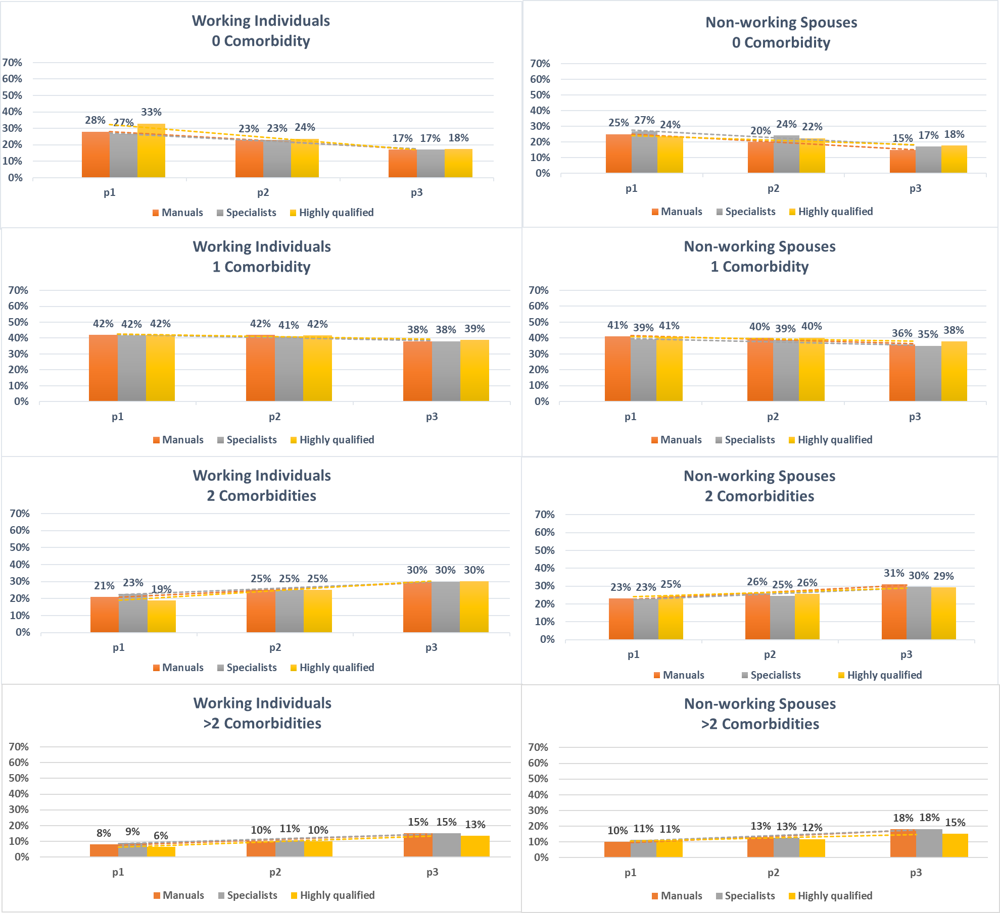 Working Individuals
0 Comorbidity
70%
60%
50%
40%
30%
20%
10%
0%
28% 27% 33%
23% 23% 24%
17% 17% 18%
p1 p2 p3
Manuals Specialists Highly qualified
Non-working Spouses
0 Comorbidity
70%
60%
50%
40%
30%
20%
10%
0%
25% 27% 24%
20% 24% 22%
15% 17% 18%
p1 p2 p3
Manuals Specialists Highly qualified
Working Individuals
1 Comorbidity
70%
60%
50%
40%
30%
20%
10%
0%
42% 42% 42%
42% 41% 42%
38% 38% 39%
p1 p2 p3
Manuals Specialists Highly qualified
Non-working Spouses
1 Comorbidity
70%
60%
50%
40%
30%
20%
10%
0%
41% 39% 41%
40% 39% 40%
36% 35% 38%
p1 p2 p3
Manuals Specialists Highly qualified
Working Individuals
2 Comorbidities
70%
60%
50%
40%
30%
20%
10%
0%
21% 23% 19%
25% 25% 25%
30% 30% 30%
p1 p2 p3
Manuals Specialists Highly qualified
Non-working Spouses
2 Comorbidities
70%
60%
50%
40%
30%
20%
10%
0%
23% 23% 25%
26% 25% 26%
31% 30% 29%
p1 p2 p3
Manuals Specialists Highly qualified
Working Individuals
>2 Comorbidities
70%
60%
50%
40%
30%
20%
10%
0%
8% 9% 6%
10% 11% 10%
15% 15% 13%
p1 p2 p3
Manuals Specialists Highly qualified
Non-working Spouses
>2 Comorbidities
70%
60%
50%
40%
30%
20%
10%
0%
10% 11% 11%
13% 13% 12%
18% 18% 15%
p1 p2 p3
Manuals Specialists Highly qualified